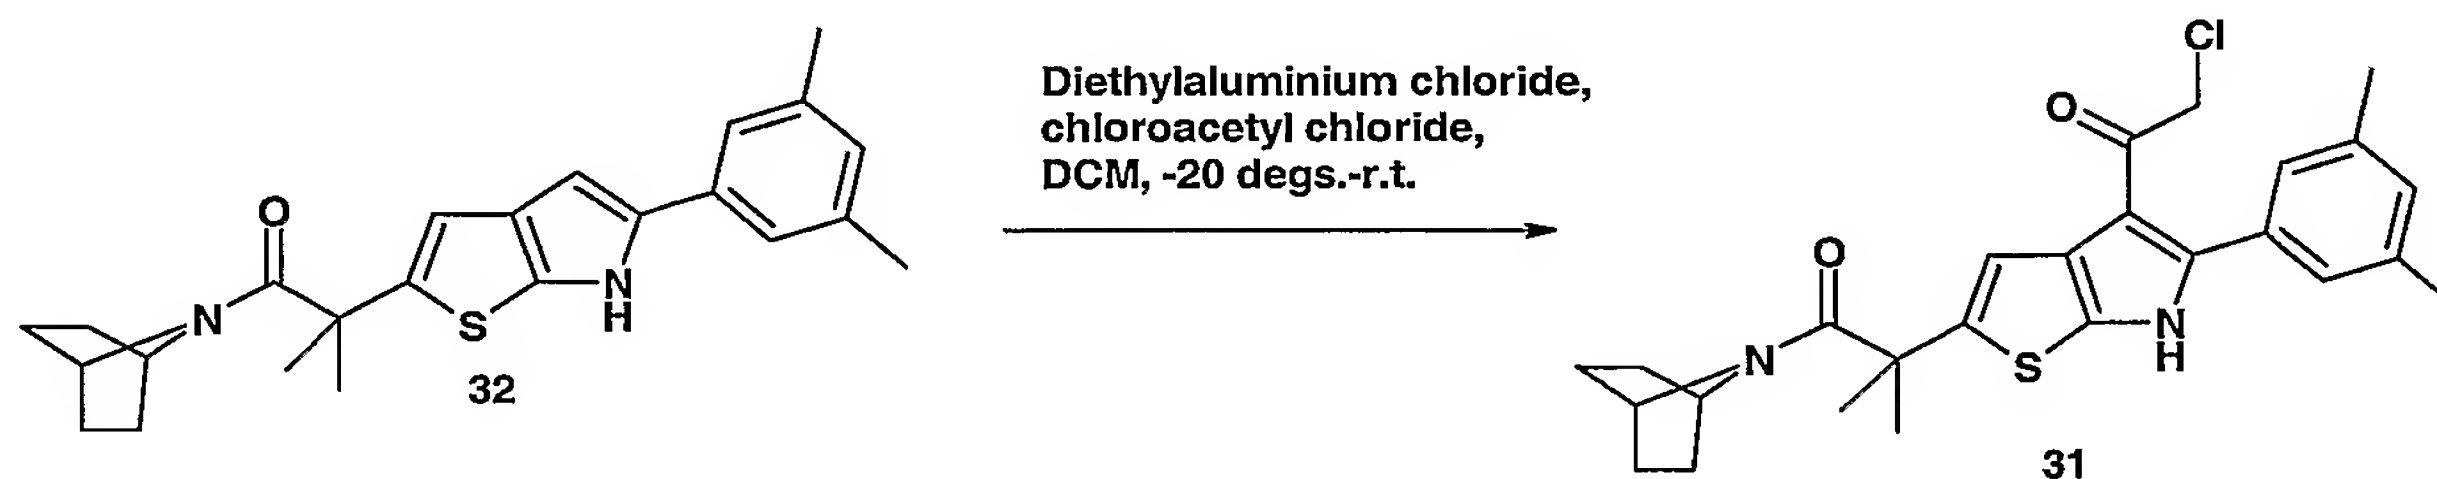 Diethylaluminium chloride,
chloroacetyl chloride,
DCM, -20 degs.-r.t.
O
N
S
N
H
32
Cl
O
O
N
S
N
H
31